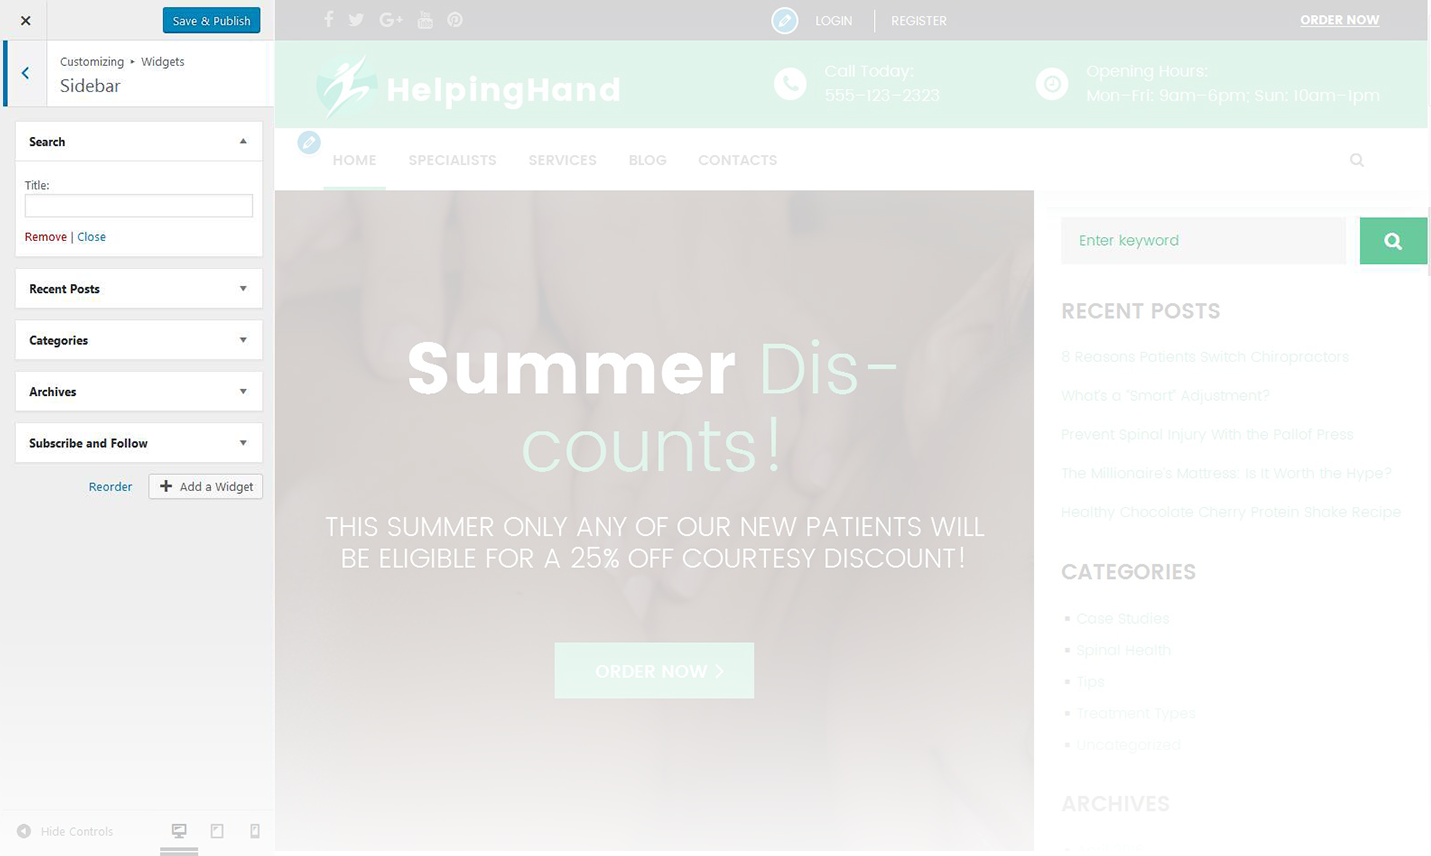 Save & Publish
Customizing ▸ Widgets
Sidebar
Search
Title:
Remove | Close
Recent Posts
Categories
Archives
Subscribe and Follow
Reorder
Add a Widget
Hide Controls
LOGIN
REGISTER
ORDER NOW
HelpingHand
Call Today:
555-123-2323
Opening Hours:
Mon-Fri: 9am-6pm; Sun: 10am-1pm
HOME
SPECIALISTS
SERVICES
BLOG
CONTACTS
Summer Dis-
counts!
THIS SUMMER ONLY ANY OF OUR NEW PATIENTS WILL
BE ELIGIBLE FOR A 25% OFF COURTESY DISCOUNT!
ORDER NOW
Enter keyword
RECENT POSTS
8 Reasons Patients Switch Chiropractors
What's a "Smart" Adjustment?
Prevent Spinal Injury With the Pallof Press
The Millionaire's Mattress: Is It Worth the Hype?
Healthy Chocolate Cherry Protein Shake Recipe
CATEGORIES
Case Studies
Spinal Health
Tips
Treatment Types
Uncategorized
ARCHIVES